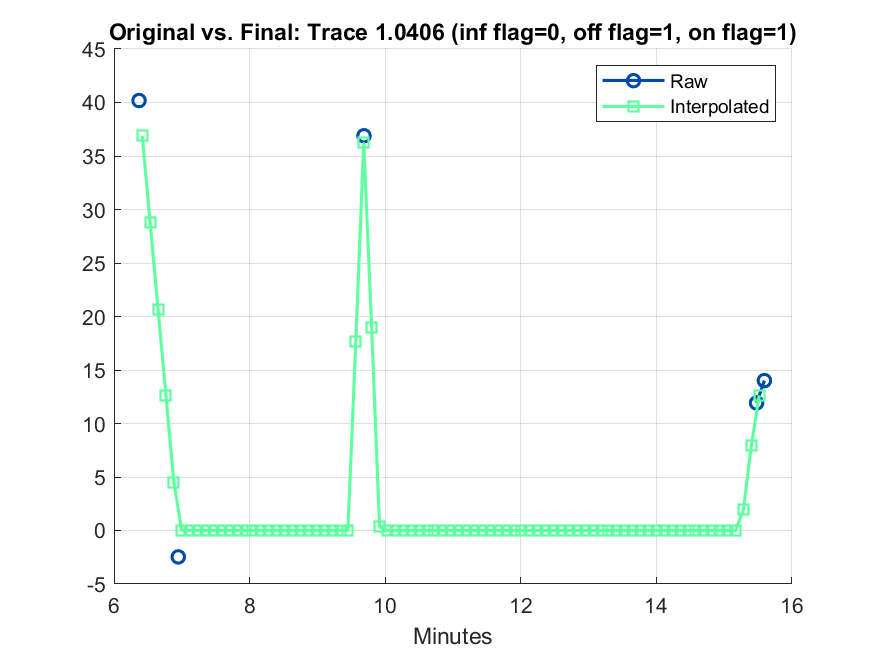 Original vs. Final: Trace 1.0406 (inf flag=0, off flag=1, on flag=1)
45
40
35
30
25
20
15
10
5
0
-5
Raw
Interpolated
6 8 10 12 14 16
Minutes